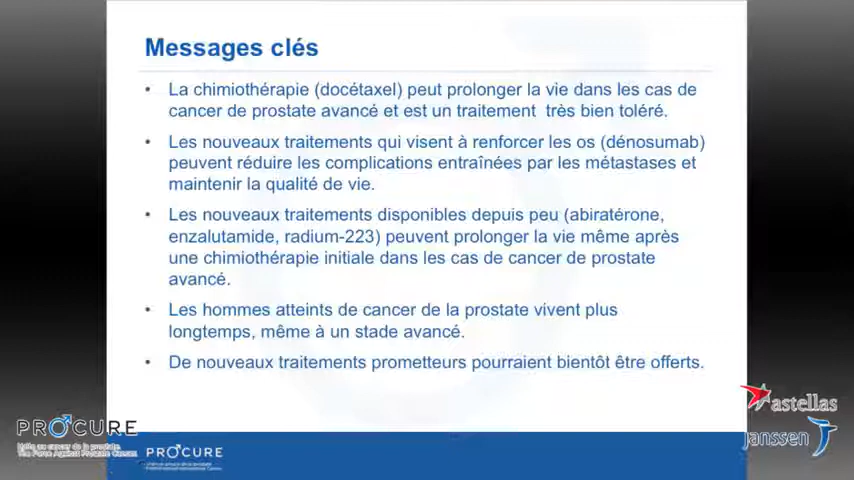 Messages clés
• La chimiothérapie (docétaxel) peut prolonger la vie dans les cas de
cancer de prostate avancé et est un traitement très bien toléré.
• Les nouveaux traitements qui visent à renforcer les os (dénosumab)
peuvent réduire les complications entraînées par les métastases et
maintenir la qualité de vie.
• Les nouveaux traitements disponibles depuis peu (abiratérone,
enzalutamide, radium-223) peuvent prolonger la vie même après
une chimiothérapie initiale dans les cas de cancer de prostate
avancé.
• Les hommes atteints de cancer de la prostate vivent plus
longtemps, même à un stade avancé.
• De nouveaux traitements prometteurs pourraient bientôt être offerts.
astellas
janssen
PROCURE
The Force Against Prostate Cancer
PROCURE